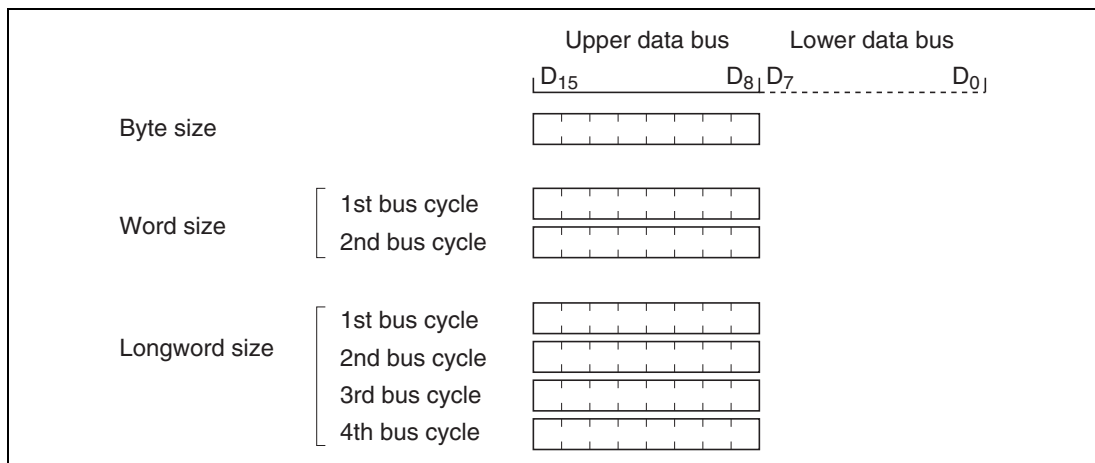 Upper data bus Lower data bus
D15 D8 D7 D0
Byte size
Word size
1st bus cycle
2nd bus cycle
Longword size
1st bus cycle
2nd bus cycle
3rd bus cycle
4th bus cycle